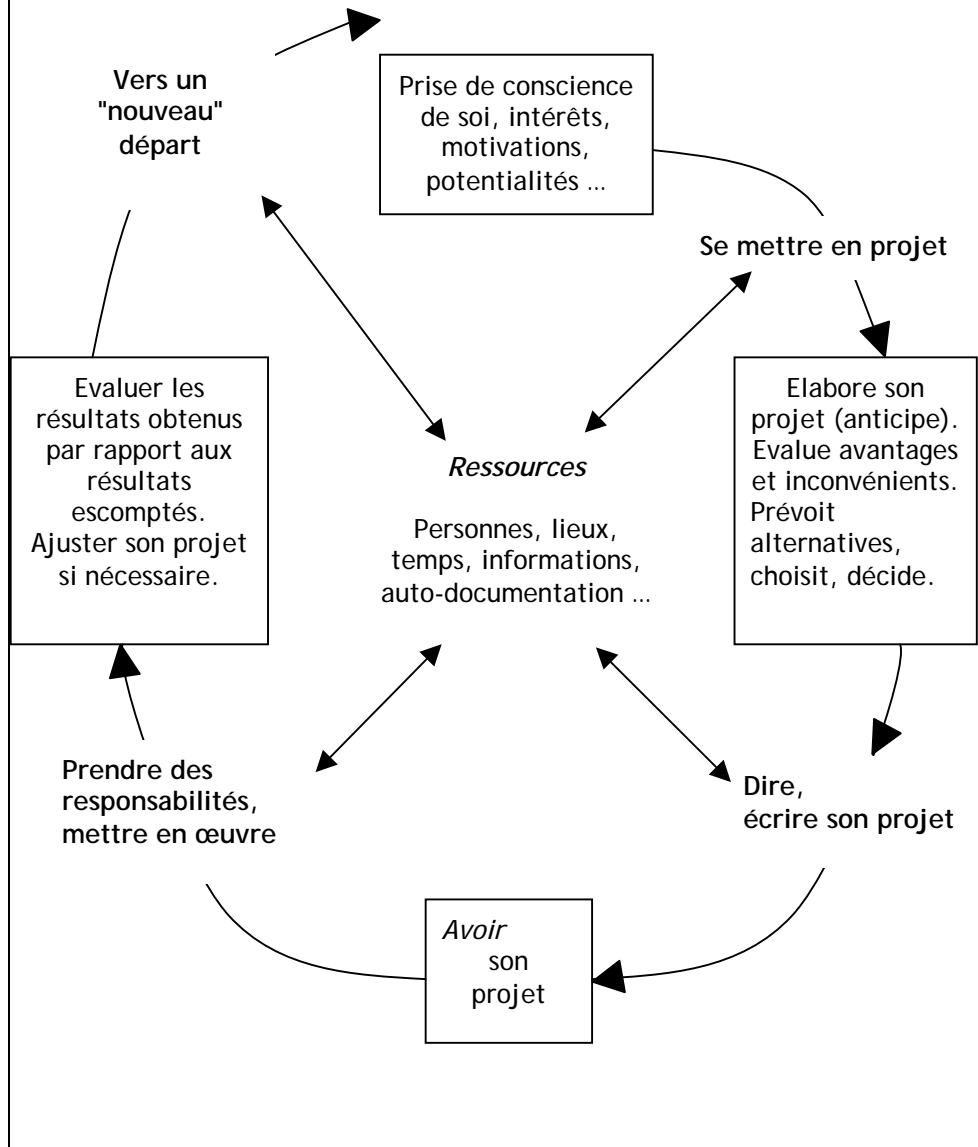 Vers un
"nouveau"
départ
Prise de conscience
de soi, intérêts,
motivations,
potentialités ...
Se mettre en projet
Elabore son
projet (anticipe).
Evalue avantages
et inconvénients.
Prévoit
alternatives,
choisit, décide.
Dire,
écrire son projet
Avoir
son
projet
Prendre des
responsabilités,
mettre en œuvre
Evaluer les
résultats obtenus
par rapport aux
résultats
escomptés.
Ajuster son projet
si nécessaire.
Ressources
Personnes, lieux,
temps, informations,
auto-documentation ...